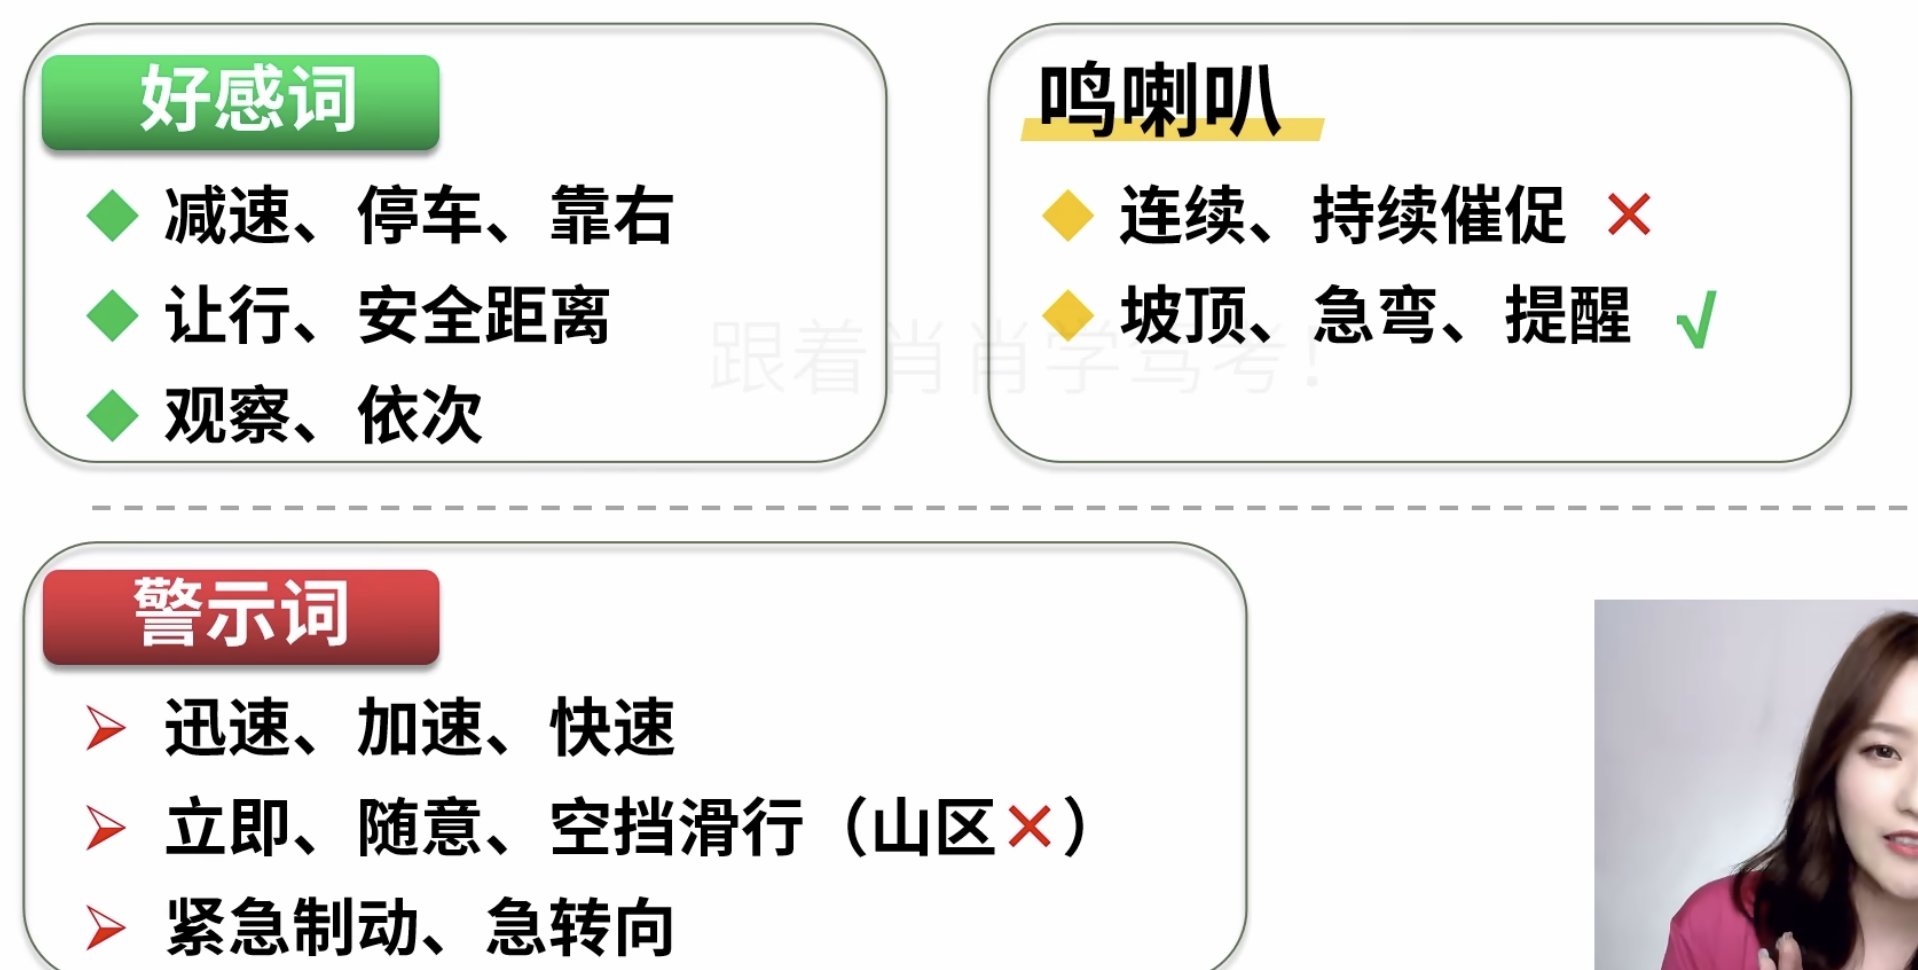 好感词
减速、停车、靠右
让行、安全距离
观察、依次
鸣喇叭
连续、持续催促 ×
坡顶、急弯、提醒 √
跟着肖肖学驾考！
警示词
迅速、加速、快速
立即、随意、空挡滑行（山区×）
紧急制动、急转向